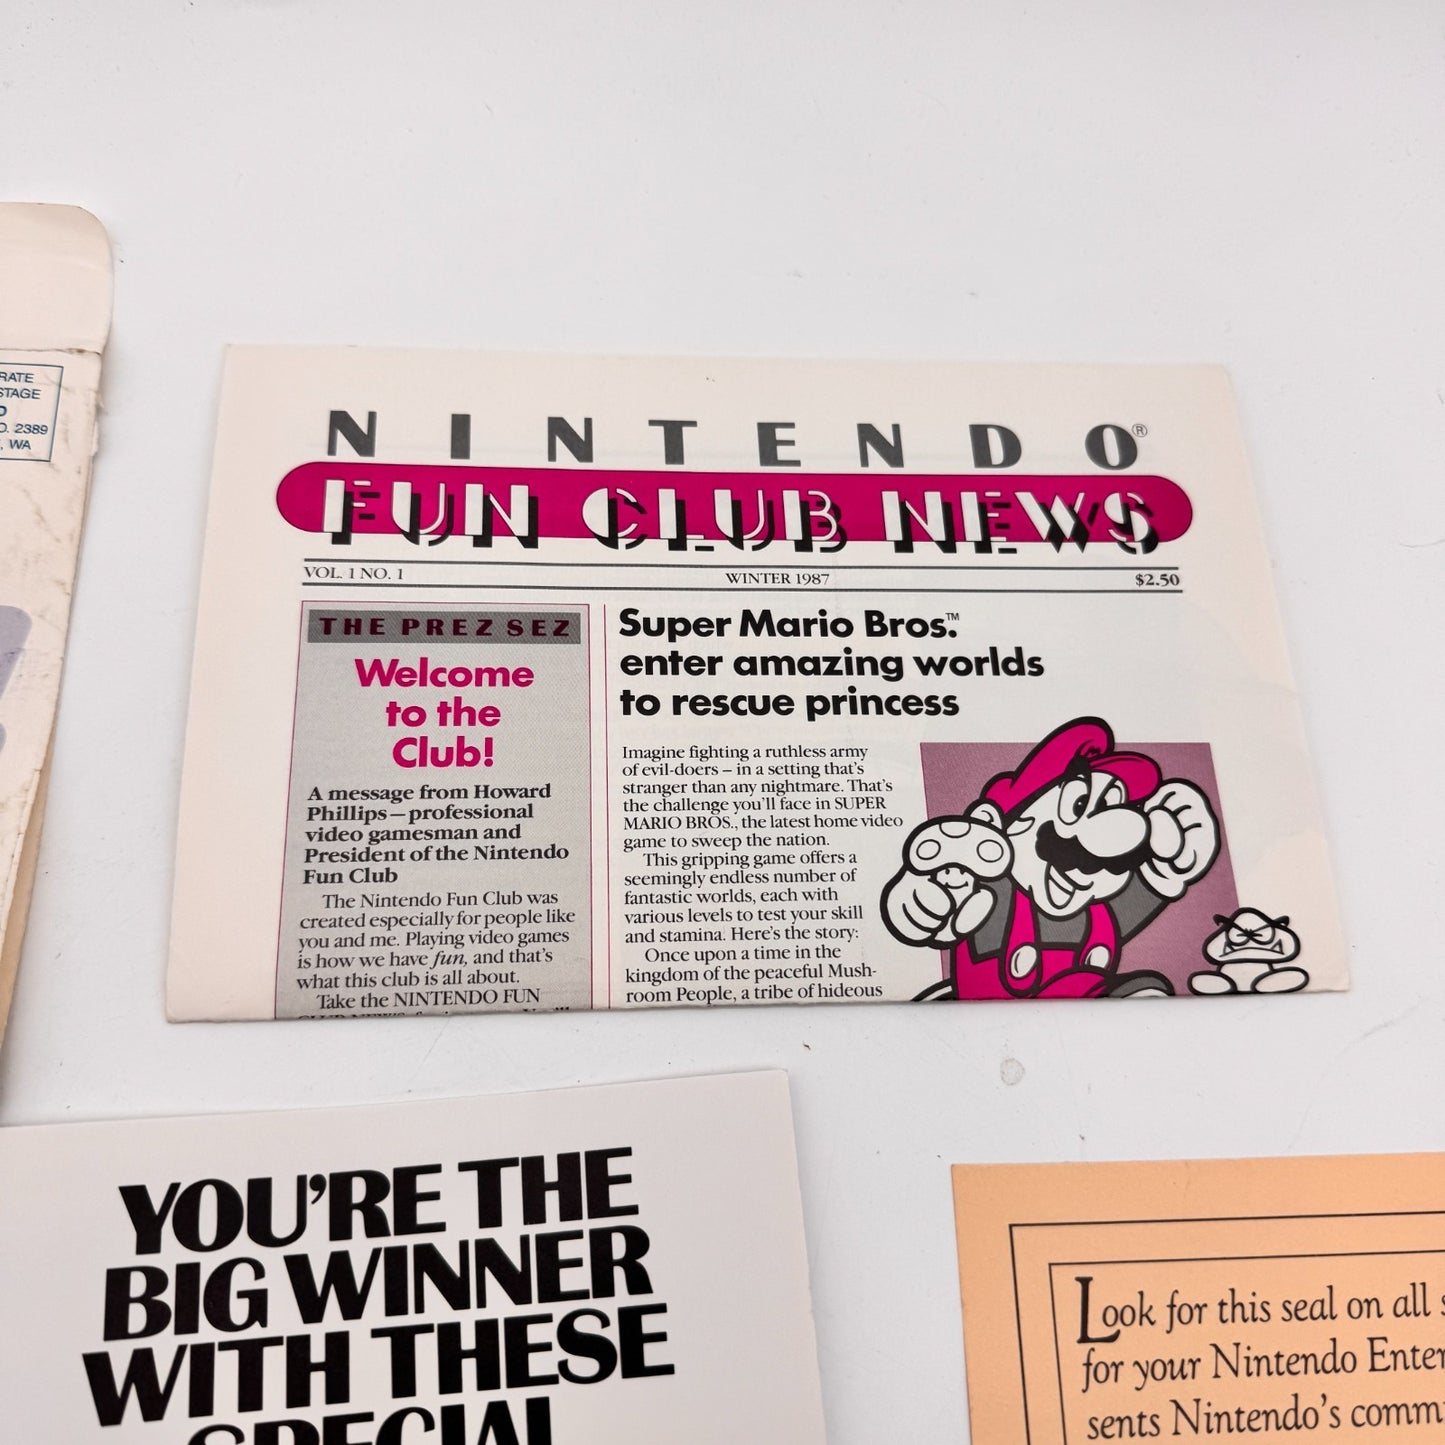 RATE
STAGE
O. 2389
, WA
NINTENDO®
FUN CLUB NEWS
VOL. 1 NO. 1
WINTER 1987
$2.50
THE PREZ SEZ
Welcome
to the
Club!
A message from Howard
Phillips – professional
video gamesman and
President of the Nintendo
Fun Club
The Nintendo Fun Club was
created especially for people like
you and me. Playing video games
is how we have fun, and that's
what this club is all about.
Take the NINTENDO FUN
Super Mario Bros.™
enter amazing worlds
to rescue princess
Imagine fighting a ruthless army
of evil-doers – in a setting that's
stranger than any nightmare. That's
the challenge you'll face in SUPER
MARIO BROS., the latest home video
game to sweep the nation.
This gripping game offers a
seemingly endless number of
fantastic worlds, each with
various levels to test your skill
and stamina. Here's the story:
Once upon a time in the
kingdom of the peaceful Mush-
room People, a tribe of hideous
YOU'RE THE
BIG WINNER
WITH THESE
SPECIAL
Look for this seal on all
for your Nintendo Enter
sents Nintendo's comm